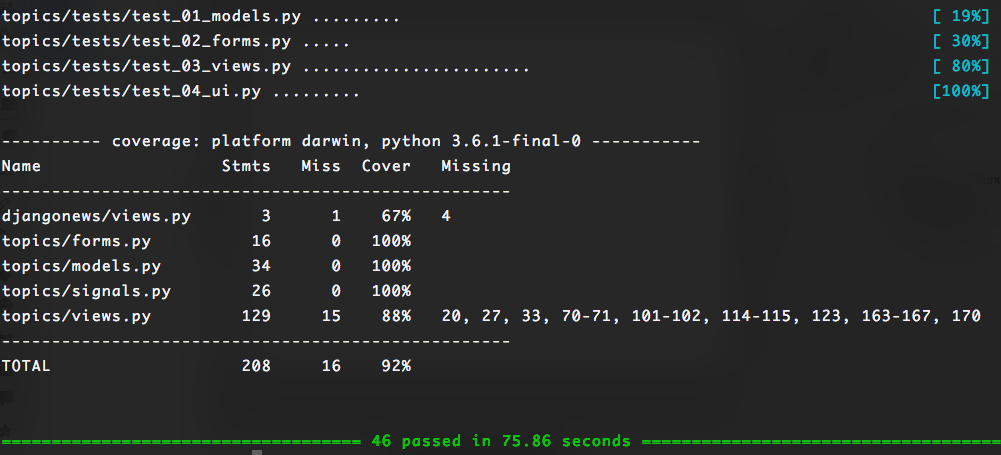 topics/tests/test_01_models.py ......... [ 19%]
topics/tests/test_02_forms.py ..... [ 30%]
topics/tests/test_03_views.py ....................... [ 80%]
topics/tests/test_04_ui.py ......... [100%]
---------- coverage: platform darwin, python 3.6.1-final-0 -----------
Name Stmts Miss Cover Missing
---------------------------------------------------
djangonews/views.py 3 1 67% 4
topics/forms.py 16 0 100%
topics/models.py 34 0 100%
topics/signals.py 26 0 100%
topics/views.py 129 15 88% 20, 27, 33, 70-71, 101-102, 114-115, 123, 163-167, 170
---------------------------------------------------
TOTAL 208 16 92%
==================================== 46 passed in 75.86 seconds ====================================